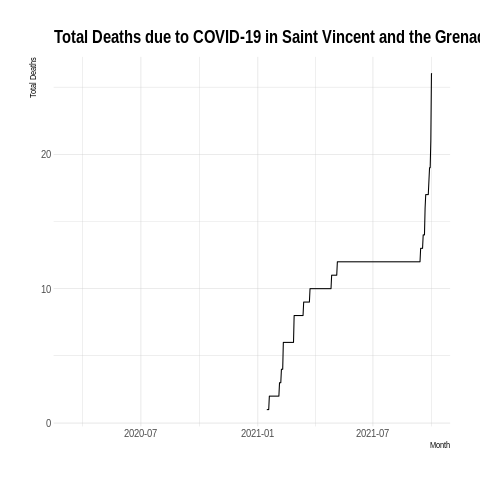 Total Deaths due to COVID-19 in Saint Vincent and the Grenad
Total Deaths
20
10
0
2020-07
2021-01
2021-07
Month